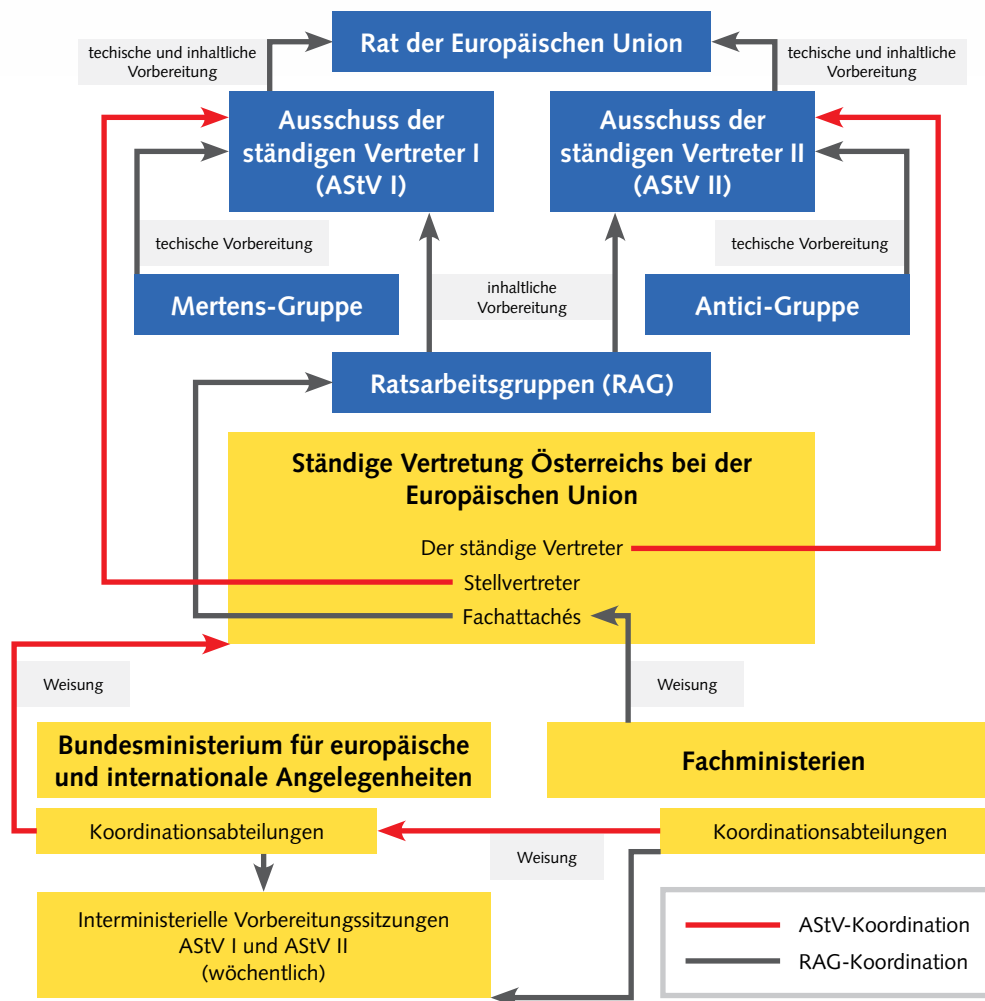 Rat der Europäischen Union
techische und inhaltliche
Vorbereitung
techische und inhaltliche
Vorbereitung
Ausschuss der
ständigen Vertreter I
(AStV I)
Ausschuss der
ständigen Vertreter II
(AStV II)
techische Vorbereitung
techische Vorbereitung
Mertens-Gruppe
inhaltliche
Vorbereitung
Antici-Gruppe
Ratsarbeitsgruppen (RAG)
Ständige Vertretung Österreichs bei der
Europäischen Union
Der ständige Vertreter
Stellvertreter
Fachattachés
Weisung
Weisung
Bundesministerium für europäische
und internationale Angelegenheiten
Fachministerien
Koordinationsabteilungen
Koordinationsabteilungen
Weisung
Interministerielle Vorbereitungssitzungen
AStV I und AStV II
(wöchentlich)
AStV-Koordination
RAG-Koordination